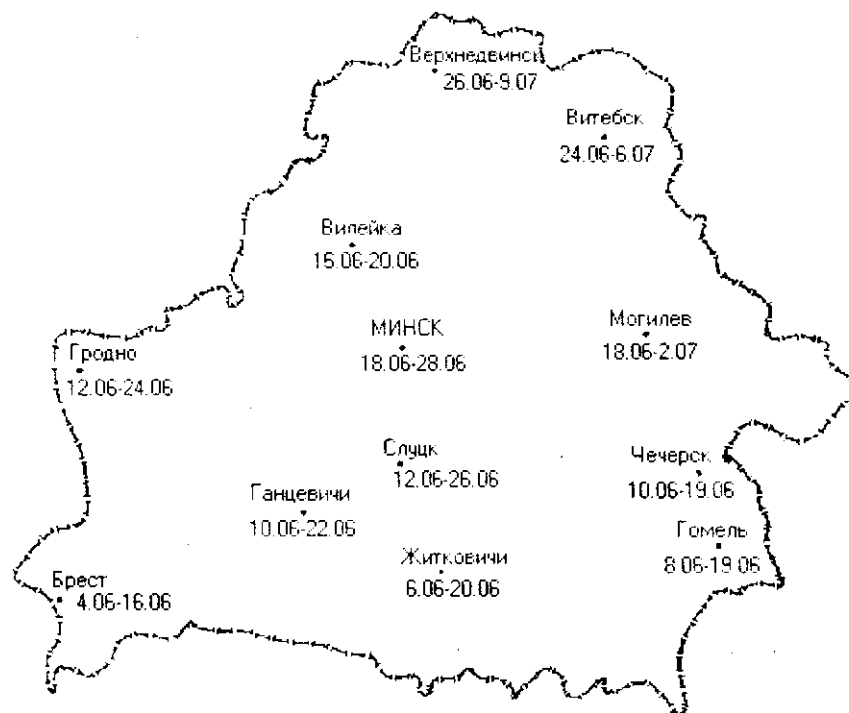 Верхнедвинск
26.06-9.07
Витебск
24.06-6.07
Вилейка
15.06-20.06
МИНСК
18.06-28.06
Могилев
18.06-2.07
Гродно
12.06-24.06
Слуцк
12.06-26.06
Чечерск
10.06-19.06
Ганцевичи
10.06-22.06
Гомель
8.06-19.06
Житковичи
6.06-20.06
Брест
4.06-16.06